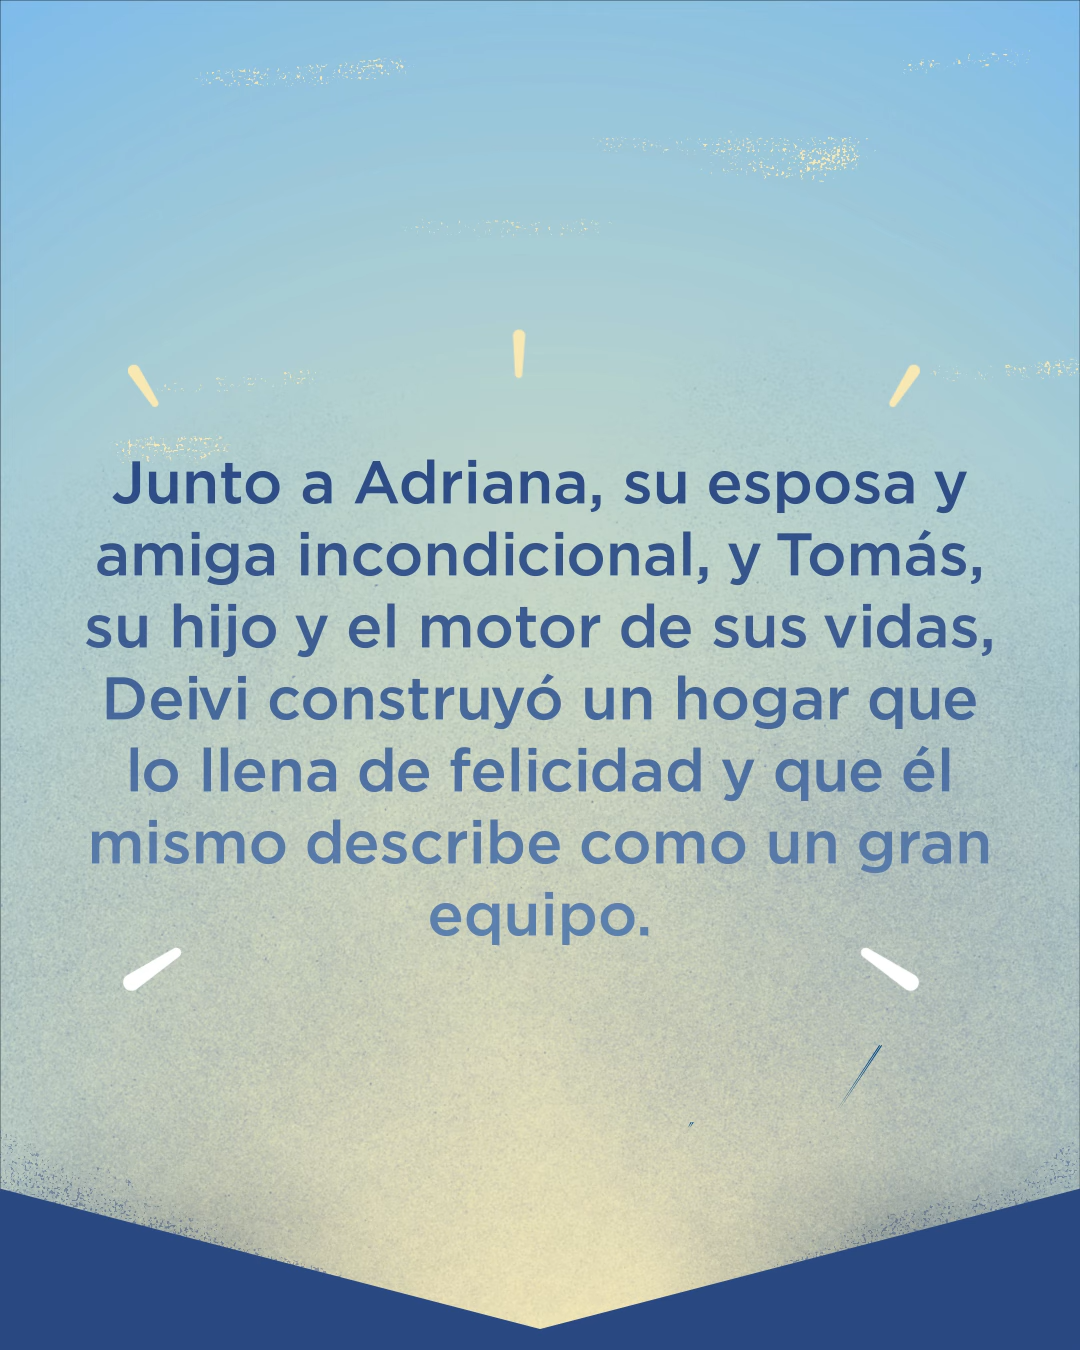 Junto a Adriana, su esposa y
amiga incondicional, y Tomás,
su hijo y el motor de sus vidas,
Deivi construyó un hogar que
lo llena de felicidad y que él
mismo describe como un gran
equipo.